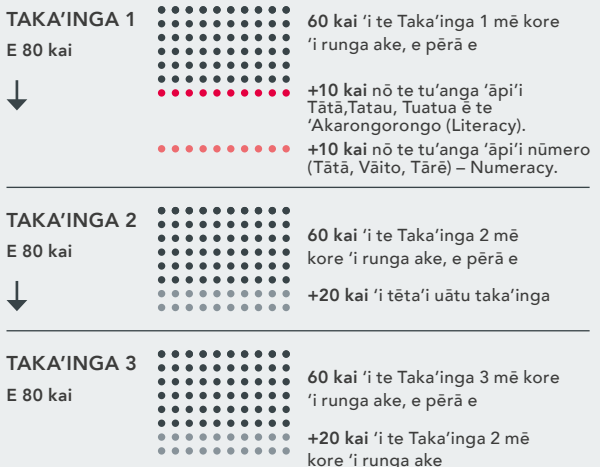 TAKA'INGA 1
E 80 kai
60 kai 'i te Taka'inga 1 mē kore
'i runga ake, e pērā e
+10 kai nō te tu'anga 'āpi'i
Tātā,Tatau, Tuatua ē te
'Akarongorongo (Literacy).
+10 kai nō te tu'anga 'āpi'i nūmero
(Tātā, Vāito, Tārē) – Numeracy.
TAKA'INGA 2
E 80 kai
60 kai 'i te Taka'inga 2 mē
kore 'i runga ake, e pērā e
+20 kai 'i tēta'i uātu taka'inga
TAKA'INGA 3
E 80 kai
60 kai 'i te Taka'inga 3 mē kore
'i runga ake, e pērā e
+20 kai 'i te Taka'inga 2 mē
kore 'i runga ake